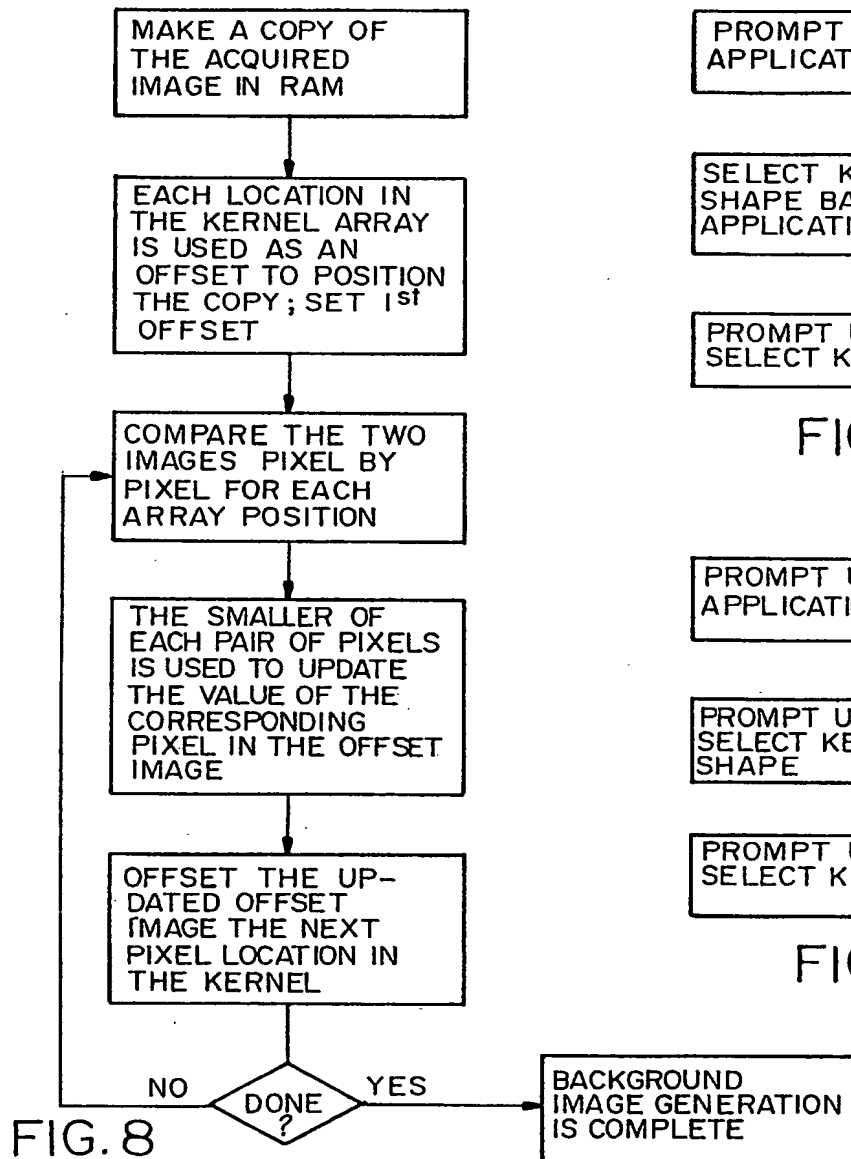 MAKE A COPY OF
THE ACQUIRED
IMAGE IN RAM
EACH LOCATION IN
THE KERNEL ARRAY
IS USED AS AN
OFFSET TO POSITION
THE COPY; SET 1st
OFFSET
COMPARE THE TWO
IMAGES PIXEL BY
PIXEL FOR EACH
ARRAY POSITION
THE SMALLER OF
EACH PAIR OF PIXELS
IS USED TO UPDATE
THE VALUE OF THE
CORRESPONDING
PIXEL IN THE OFFSET
IMAGE
OFFSET THE UP-
DATED OFFSET
IMAGE THE NEXT
PIXEL LOCATION IN
THE KERNEL
NO
DONE
?
YES
BACKGROUND
IMAGE GENERATION
IS COMPLETE
FIG. 8
PROMPT
APPLICAT
SELECT K
SHAPE BA
APPLICATI
PROMPT U
SELECT K
FIG
PROMPT U
APPLICATI
PROMPT U
SELECT KE
SHAPE
PROMPT U
SELECT K
FIG